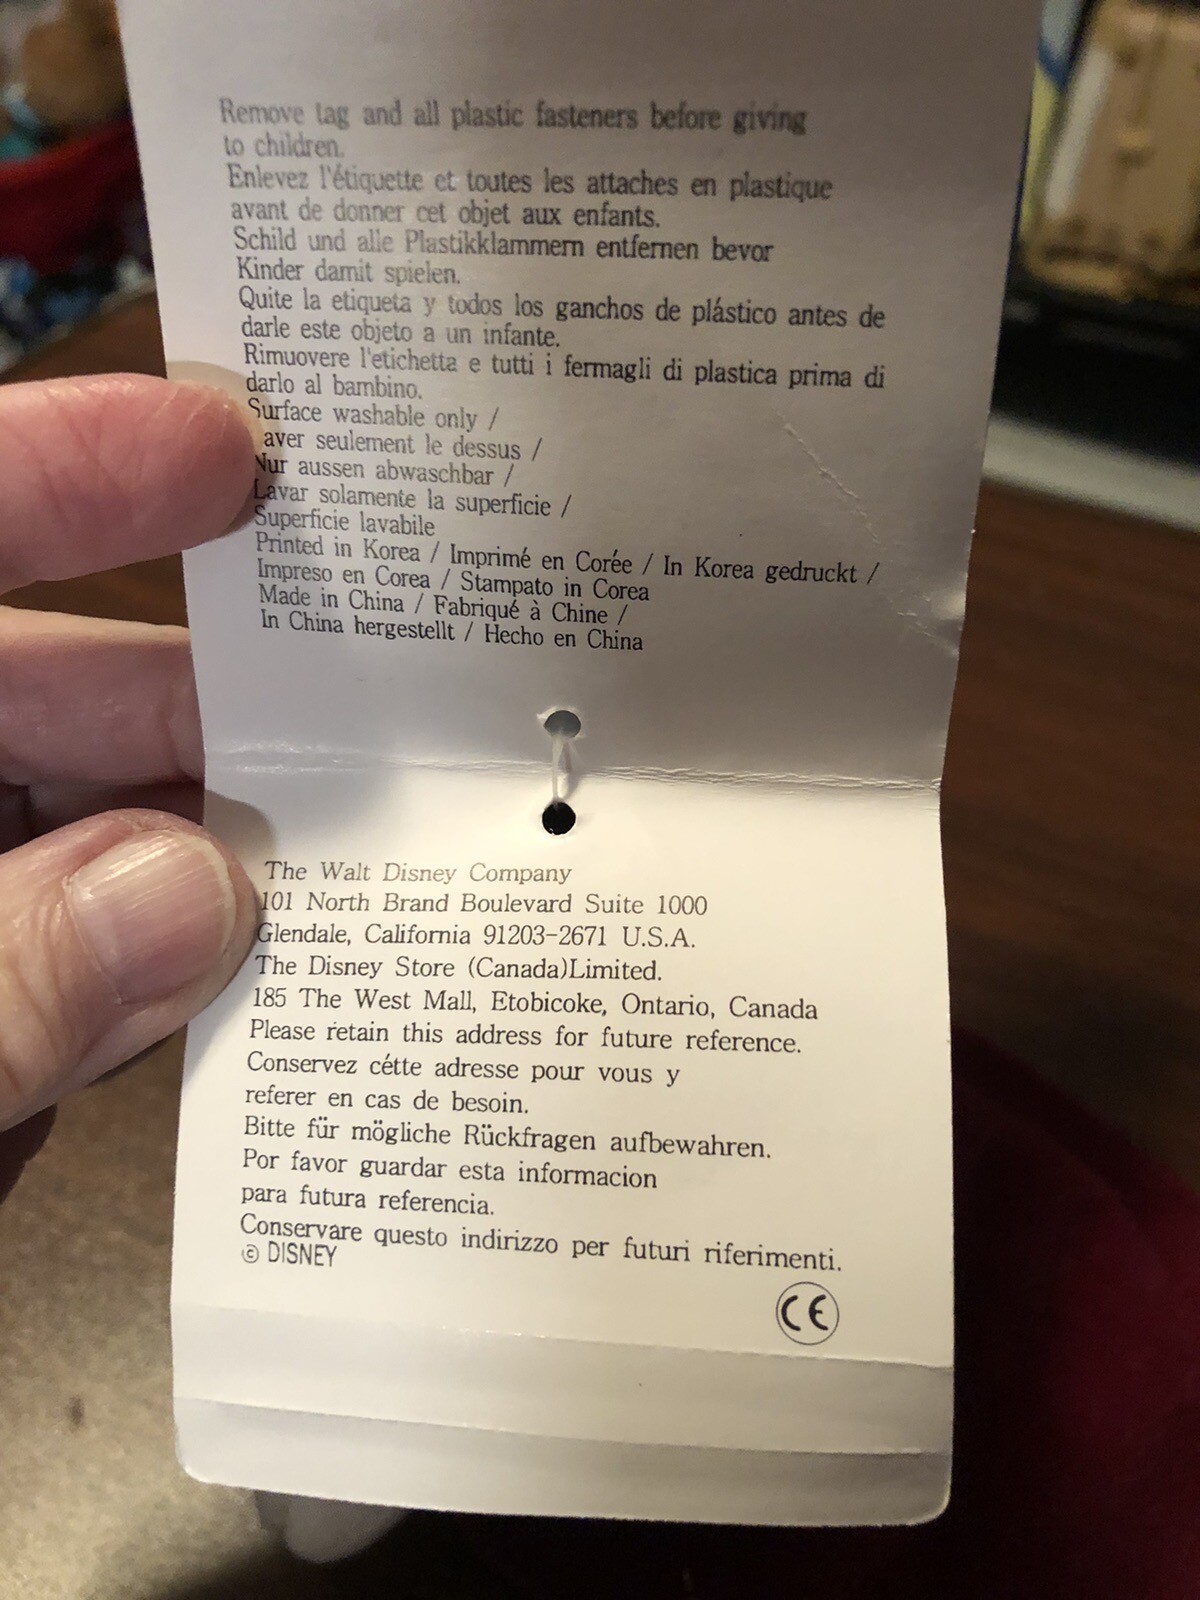 Remove tag and all plastic fasteners before giving
to children.
Enlevez l'étiquette et toutes les attaches en plastique
avant de donner cet objet aux enfants.
Schild und alle Plastikklammern entfernen bevor
Kinder damit spielen.
Quite la etiqueta y todos los ganchos de plástico antes de
darle este objeto a un infante.
Rimuovere l'etichetta e tutti i fermagli di plastica prima di
darlo al bambino.
Surface washable only /
aver seulement le dessus /
Nur aussen abwaschbar /
Lavar solamente la superficie /
Superficie lavabile
Printed in Korea / Imprimé en Corée / In Korea gedruckt /
Impreso en Corea / Stampato in Corea
Made in China / Fabriqué à Chine /
In China hergestellt / Hecho en China
The Walt Disney Company
101 North Brand Boulevard Suite 1000
Glendale, California 91203-2671 U.S.A.
The Disney Store (Canada)Limited.
185 The West Mall, Etobicoke, Ontario, Canada
Please retain this address for future reference.
Conservez cétte adresse pour vous y
referer en cas de besoin.
Bitte für mögliche Rückfragen aufbewahren.
Por favor guardar esta informacion
para futura referencia.
Conservare questo indirizzo per futuri riferimenti.
© DISNEY
CE